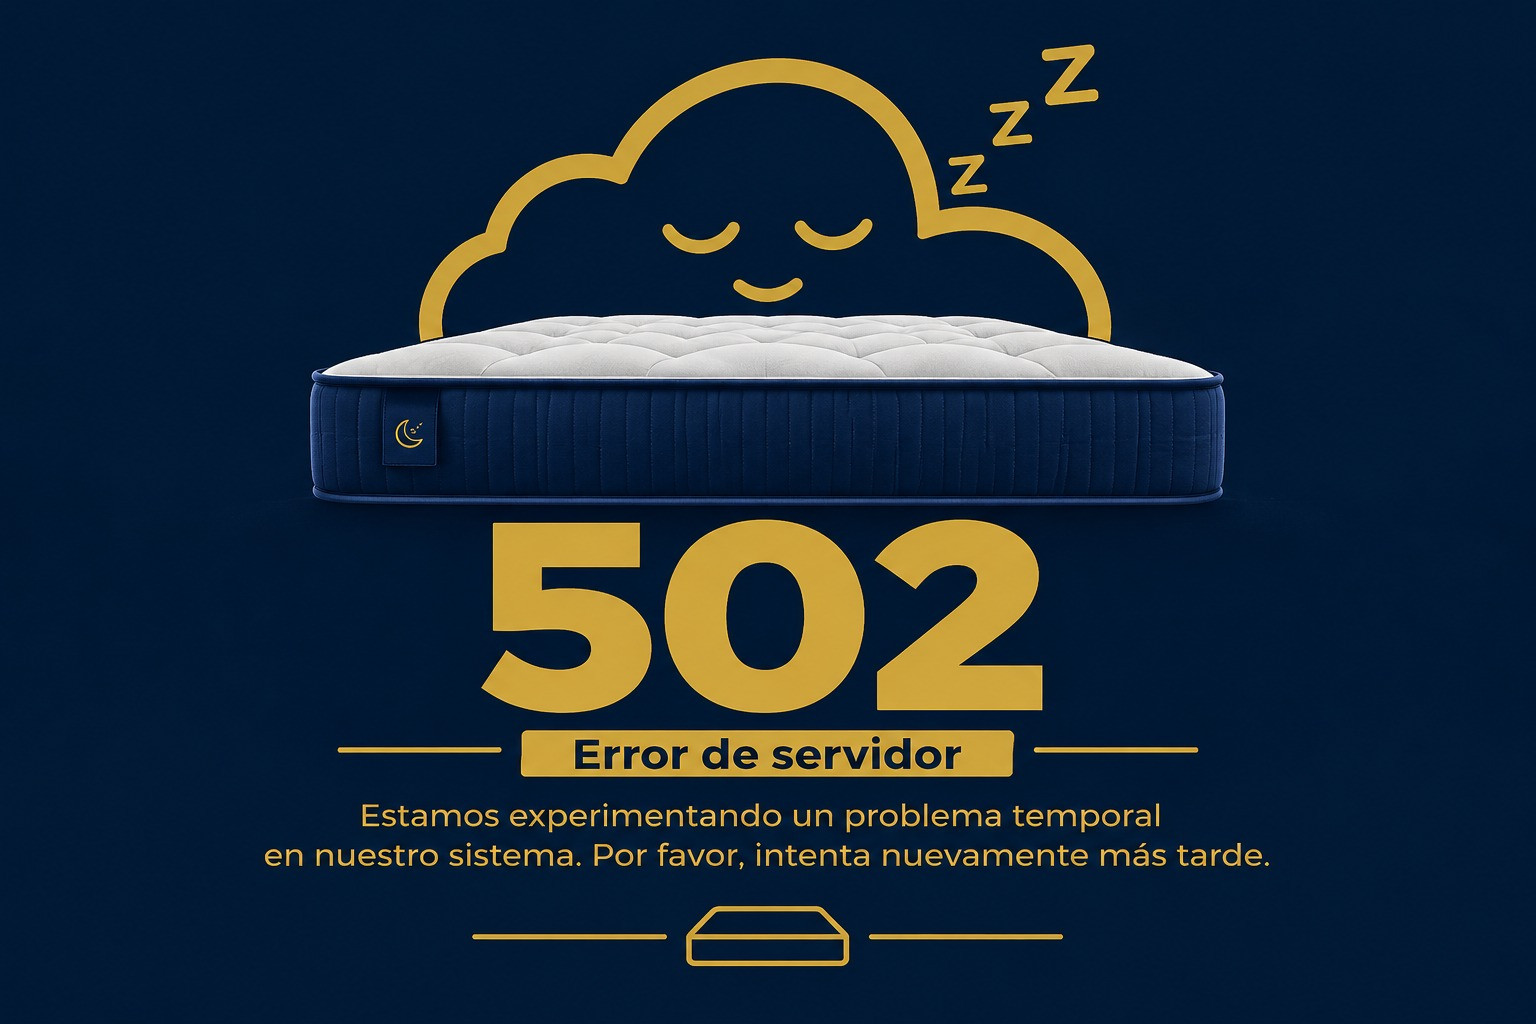 z
z
z
502
Error de servidor
Estamos experimentando un problema temporal
en nuestro sistema. Por favor, intenta nuevamente más tarde.